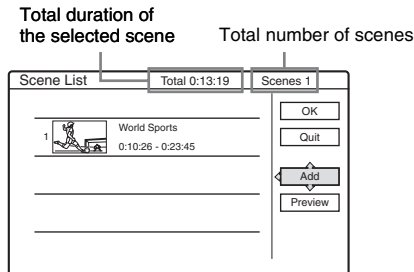 Total duration of
the selected scene
Total number of scenes
Scene List
Total 0:13:19
Scenes 1
OK
1
World Sports
Quit
0:10:26 - 0:23:45
Add
Preview